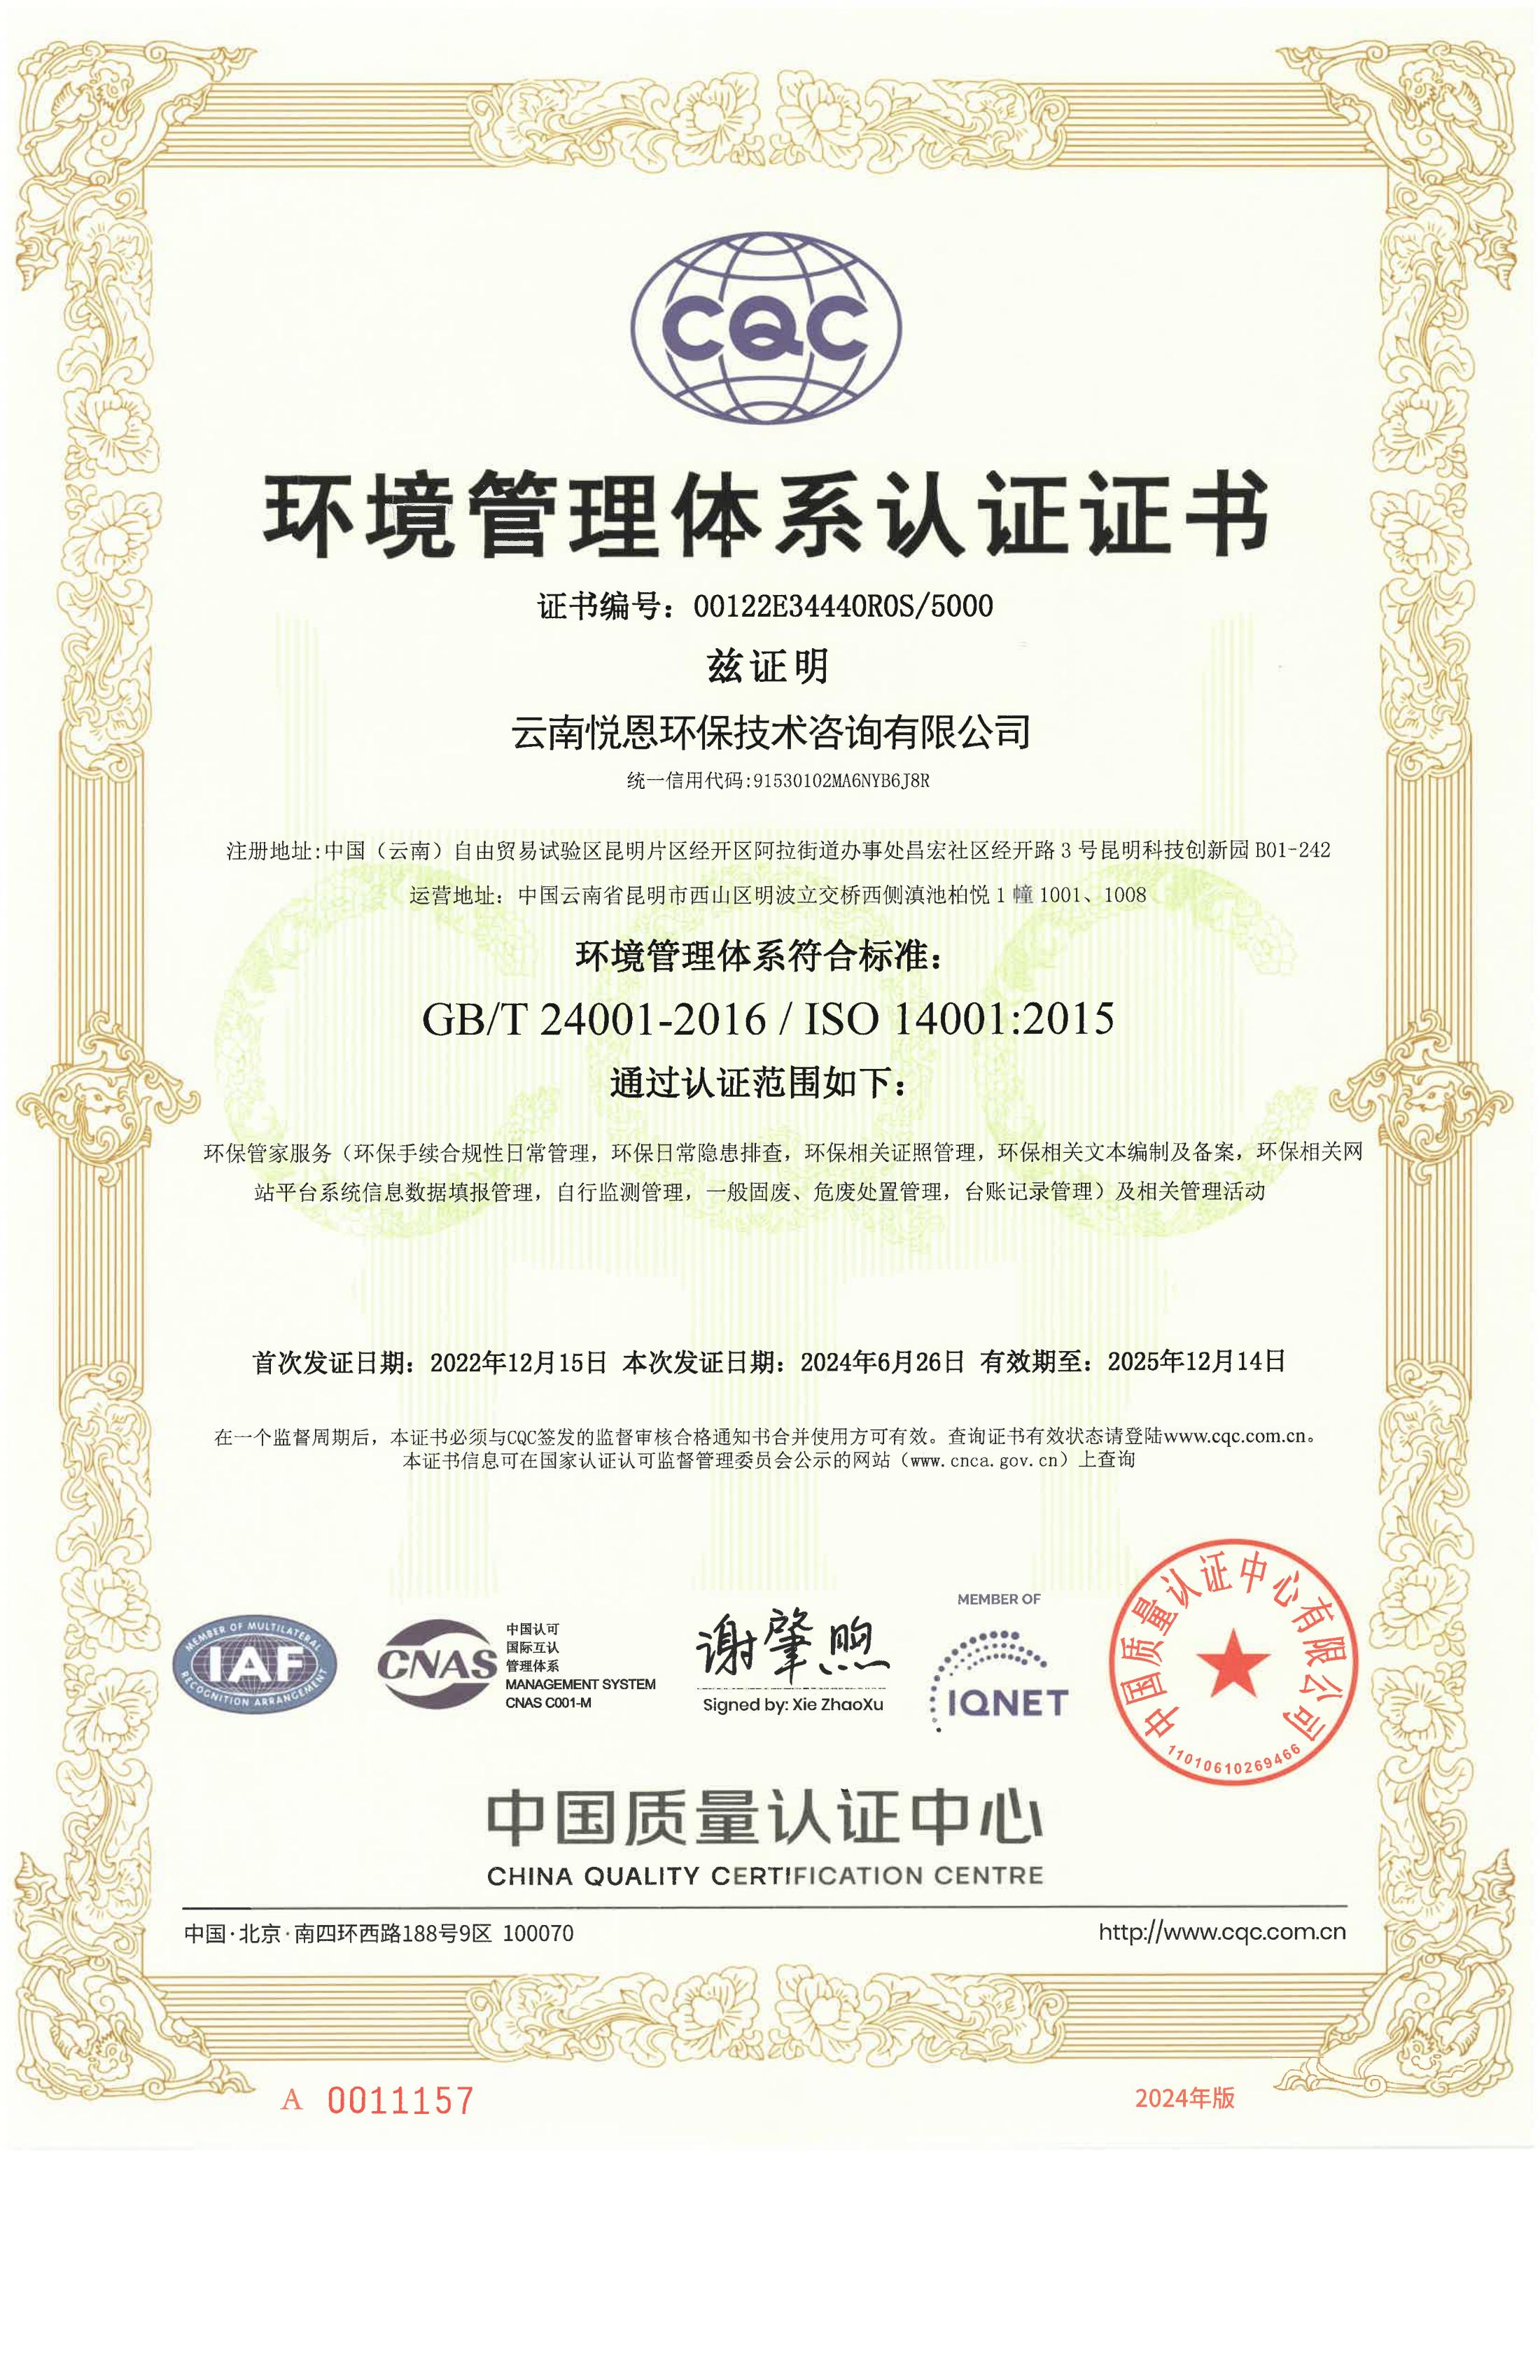 CQC
环境管理体系认证证书
证书编号：00122E34440R0S/5000
兹证明
云南悦恩环保技术咨询有限公司
统一信用代码:91530102MA6NYB6J8R
注册地址:中国（云南）自由贸易试验区昆明片区经开区阿拉街道办事处昌宏社区经开路 3 号昆明科技创新园 B01-242
运营地址：中国云南省昆明市西山区明波立交桥西侧滇池柏悦 1 幢 1001、1008
环境管理体系符合标准：
GB/T 24001-2016 / ISO 14001:2015
通过认证范围如下：
环保管家服务（环保手续合规性日常管理，环保日常隐患排查，环保相关证照管理，环保相关文本编制及备案，环保相关网
站平台系统信息数据填报管理，自行监测管理，一般固废、危废处置管理，台账记录管理）及相关管理活动
首次发证日期：2022年12月15日 本次发证日期：2024年6月26日 有效期至：2025年12月14日
在一个监督周期后，本证书必须与CQC签发的监督审核合格通知书合并使用方可有效。查询证书有效状态请登陆www.cqc.com.cn。
本证书信息可在国家认证认可监督管理委员会公示的网站（www.cnca.gov.cn）上查询
MEMBER OF MULTILATERAL
IAF
RECOGNITION ARRANGEMENT
CNAS
中国认可
国际互认
管理体系
MANAGEMENT SYSTEM
CNAS C001-M
谢肇煦
Signed by: Xie ZhaoXu
MEMBER OF
IQNET
中国质量认证中心有限公司
11010610269466
中国质量认证中心
CHINA QUALITY CERTIFICATION CENTRE
中国·北京·南四环西路188号9区 100070
http://www.cqc.com.cn
A 0011157
2024年版